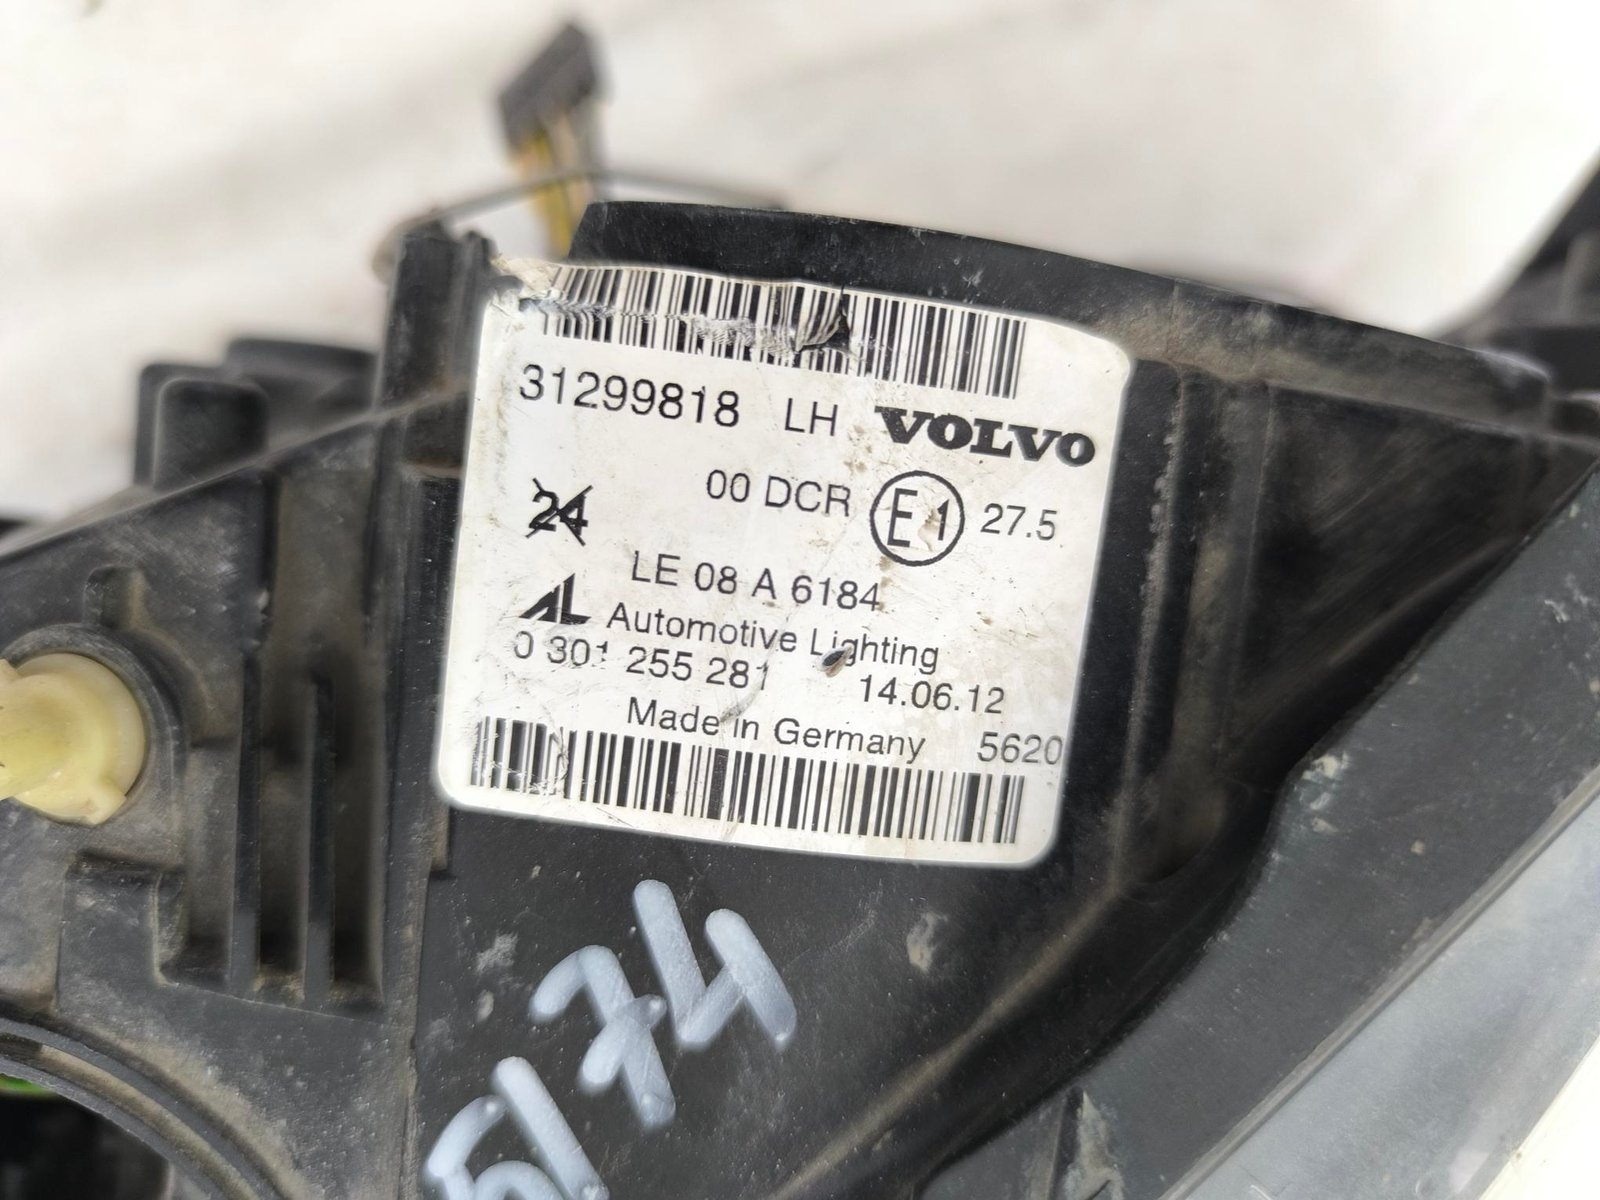 31299818 LH VOLVO
00 DCR E1 27.5
24
LE 08 A 6184
AL Automotive Lighting
0 301 255 281 14.06.12
Made in Germany 5620
5174